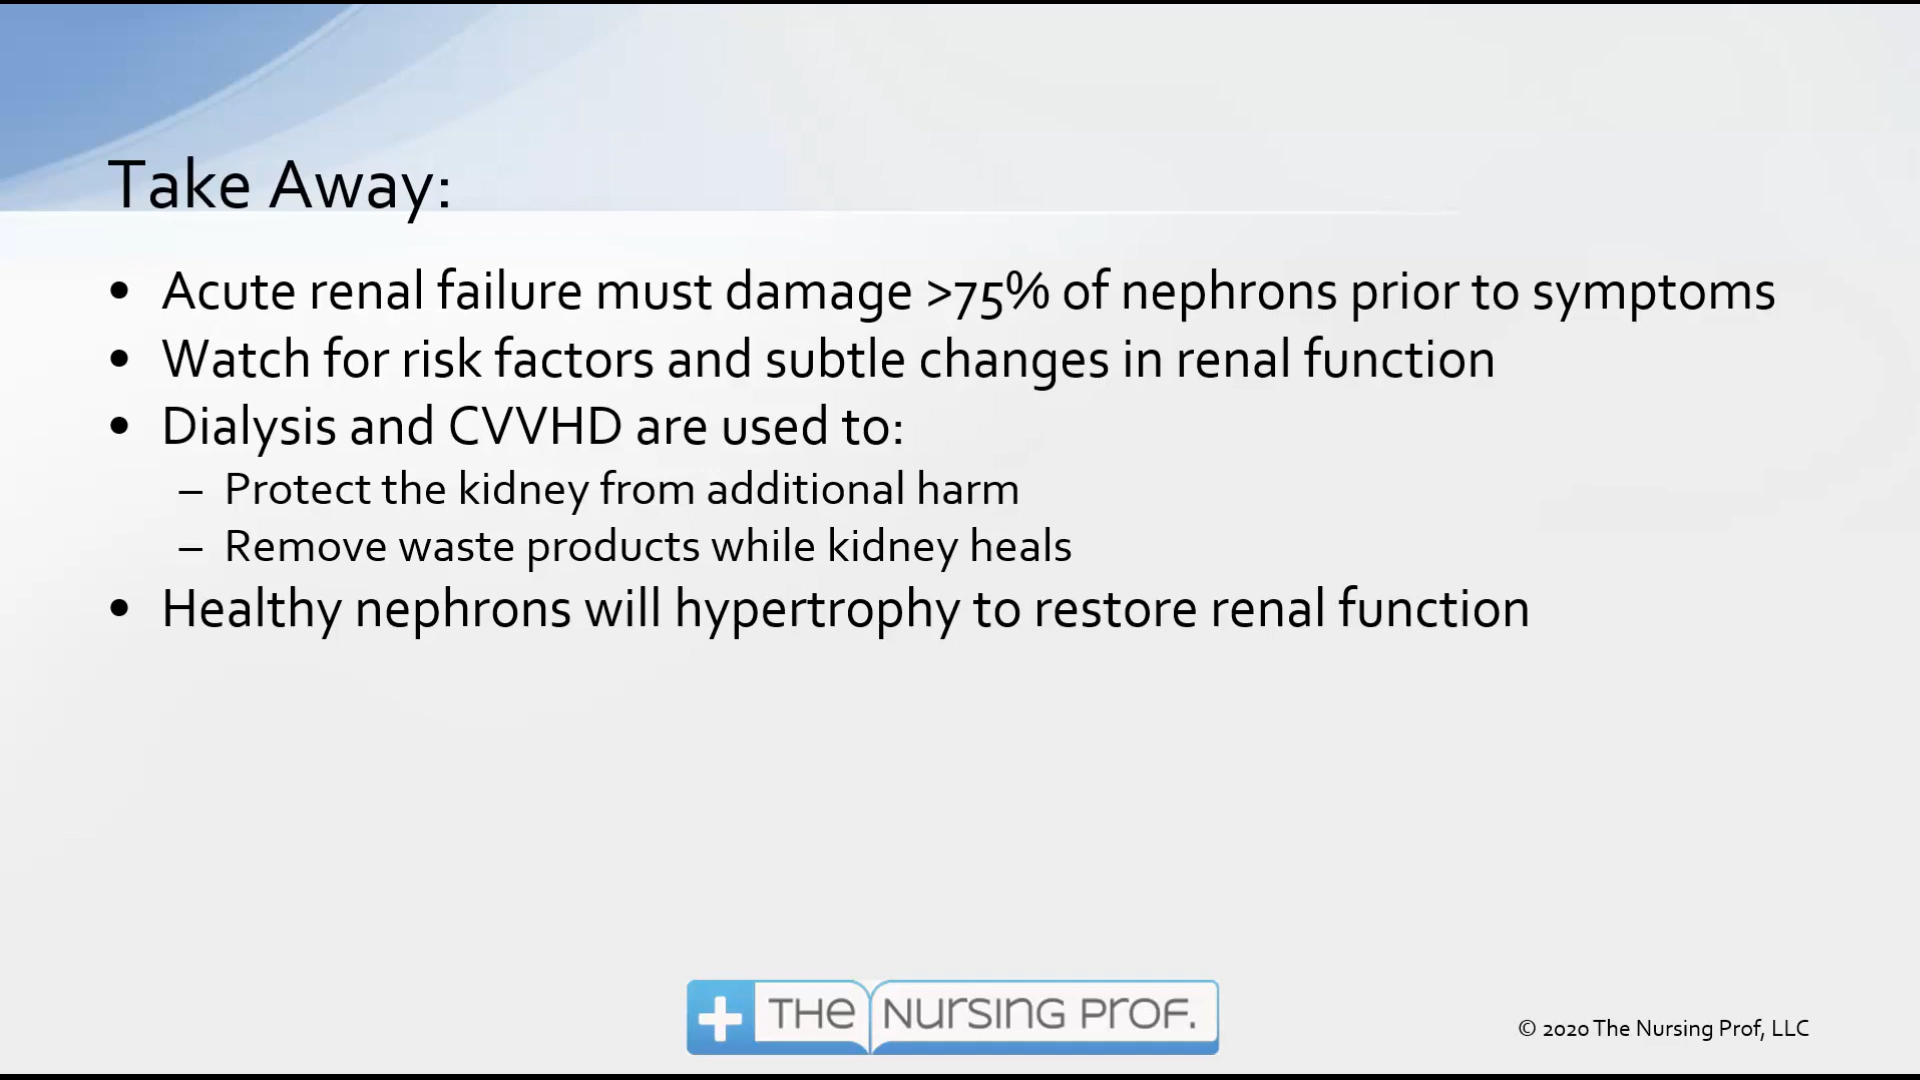 Take Away:
• Acute renal failure must damage >75% of nephrons prior to symptoms
• Watch for risk factors and subtle changes in renal function
• Dialysis and CVVHD are used to:
– Protect the kidney from additional harm
– Remove waste products while kidney heals
• Healthy nephrons will hypertrophy to restore renal function
THE NURSING PROF.
© 2020 The Nursing Prof, LLC